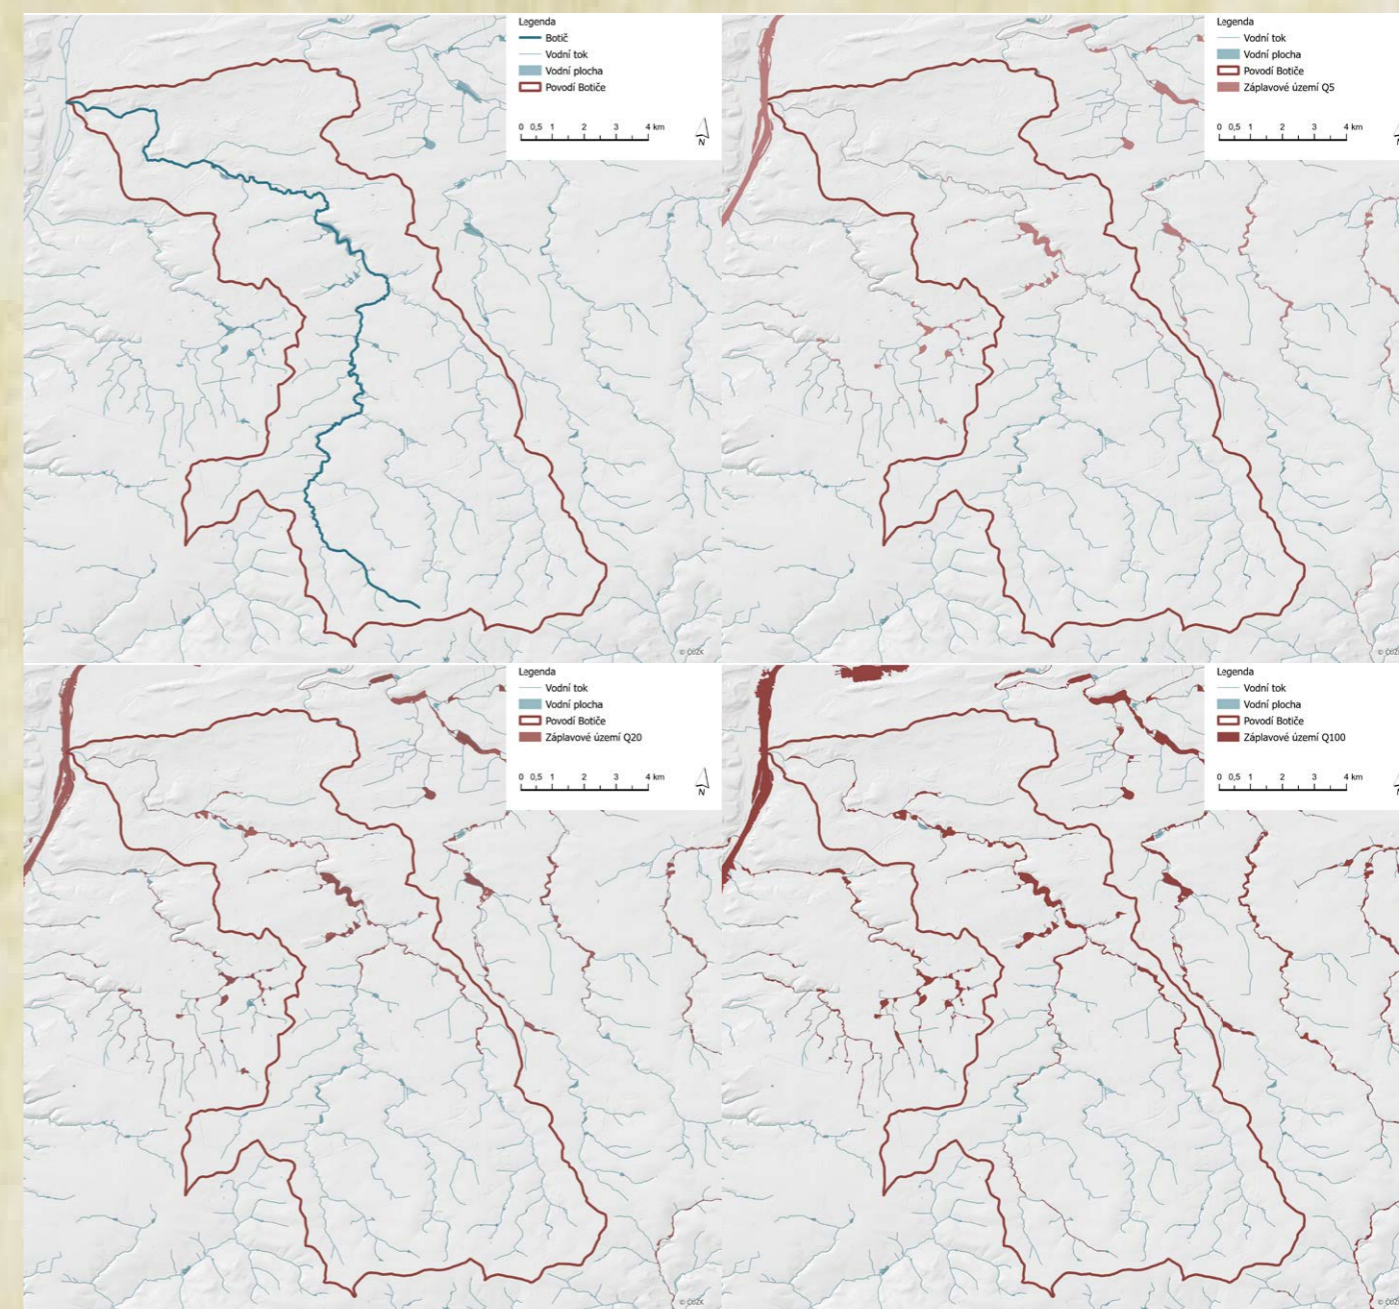 Legenda
Botič
Vodní tok
Vodní plocha
Povodí Botiče
0 0,5 1 2 3 4 km
N
© ČÚZK
Legenda
Vodní tok
Vodní plocha
Povodí Botiče
Záplavové území Q5
0 0,5 1 2 3 4 km
N
Legenda
Vodní tok
Vodní plocha
Povodí Botiče
Záplavové území Q20
0 0,5 1 2 3 4 km
N
© ČÚZK
Legenda
Vodní tok
Vodní plocha
Povodí Botiče
Záplavové území Q100
0 0,5 1 2 3 4 km
N